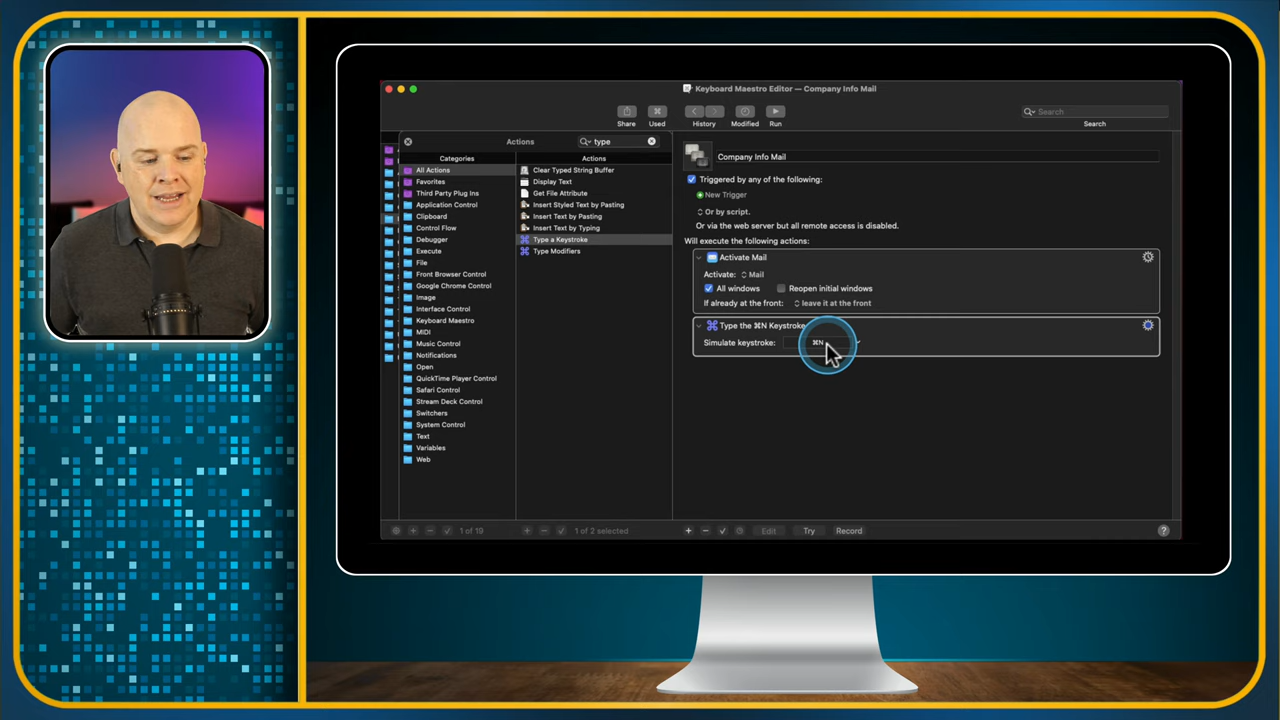 Keyboard Maestro Editor — Company Info Mail
Share
Used
History
Modified
Run
Search
Search
Actions
type
Categories
Actions
All Actions
Favorites
Third Party Plug Ins
Application Control
Clipboard
Control Flow
Debugger
Execute
File
Front Browser Control
Google Chrome Control
Image
Interface Control
Keyboard Maestro
MIDI
Music Control
Notifications
Open
QuickTime Player Control
Safari Control
Stream Deck Control
Switchers
System Control
Text
Variables
Web
Clear Typed String Buffer
Display Text
Get File Attribute
Insert Styled Text by Pasting
Insert Text by Pasting
Insert Text by Typing
Type a Keystroke
Type Modifiers
Company Info Mail
Triggered by any of the following:
New Trigger
Or by script.
Or via the web server but all remote access is disabled.
Will execute the following actions:
Activate Mail
Activate: Mail
All windows Reopen initial windows
If already at the front: leave it at the front
Type the ⌘N Keystroke
Simulate keystroke: ⌘N
1 of 19
1 of 2 selected
Edit Try Record
?